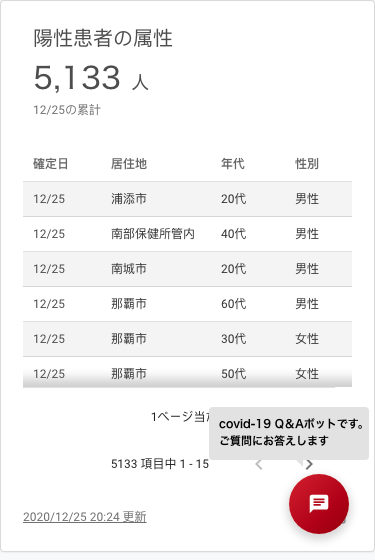 陽性患者の属性
5,133 人
12/25の累計
確定日 居住地 年代 性別
12/25 浦添市 20代 男性
12/25 南部保健所管内 40代 男性
12/25 南城市 20代 男性
12/25 那覇市 60代 男性
12/25 那覇市 30代 女性
12/25 那覇市 50代 女性
1ページ当
covid-19 Q&Aボットです。
ご質問にお答えします
5133 項目中 1 - 15
2020/12/25 20:24 更新